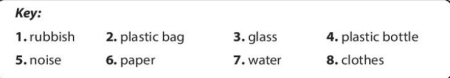 Key:
1. rubbish 2. plastic bag 3. glass 4. plastic bottle
5. noise 6. paper 7. water 8. clothes